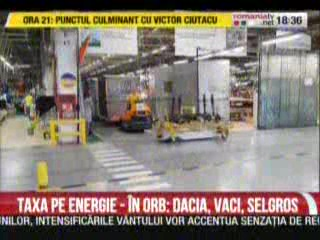 ORA 21: PUNCTUL CULMINANT CU VICTOR CIUTACU
romaniatv
.net
18:36
TAXA PE ENERGIE - ÎN ORB: DACIA, VACI, SELGROS
UNILOR, INTENSIFICĂRILE VÂNTULUI VOR ACCENTUA SENZAȚIA DE